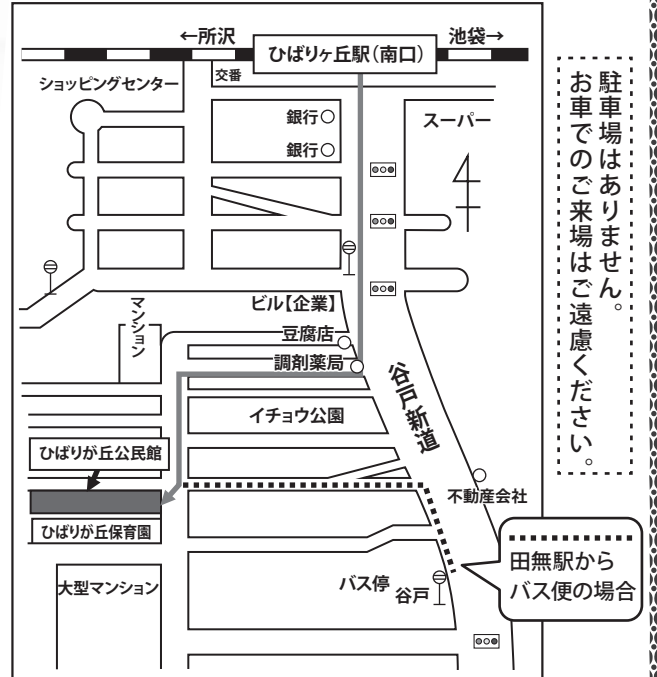 ←所沢
ひばりヶ丘駅(南口)
池袋→
ショッピングセンター
交番
銀行
銀行
スーパー
駐車場はありません。
お車でのご来場はご遠慮ください。
ビル【企業】
マンション
豆腐店
調剤薬局
谷戸新道
イチョウ公園
ひばりが丘公民館
不動産会社
ひばりが丘保育園
大型マンション
バス停
谷戸
田無駅から
バス便の場合